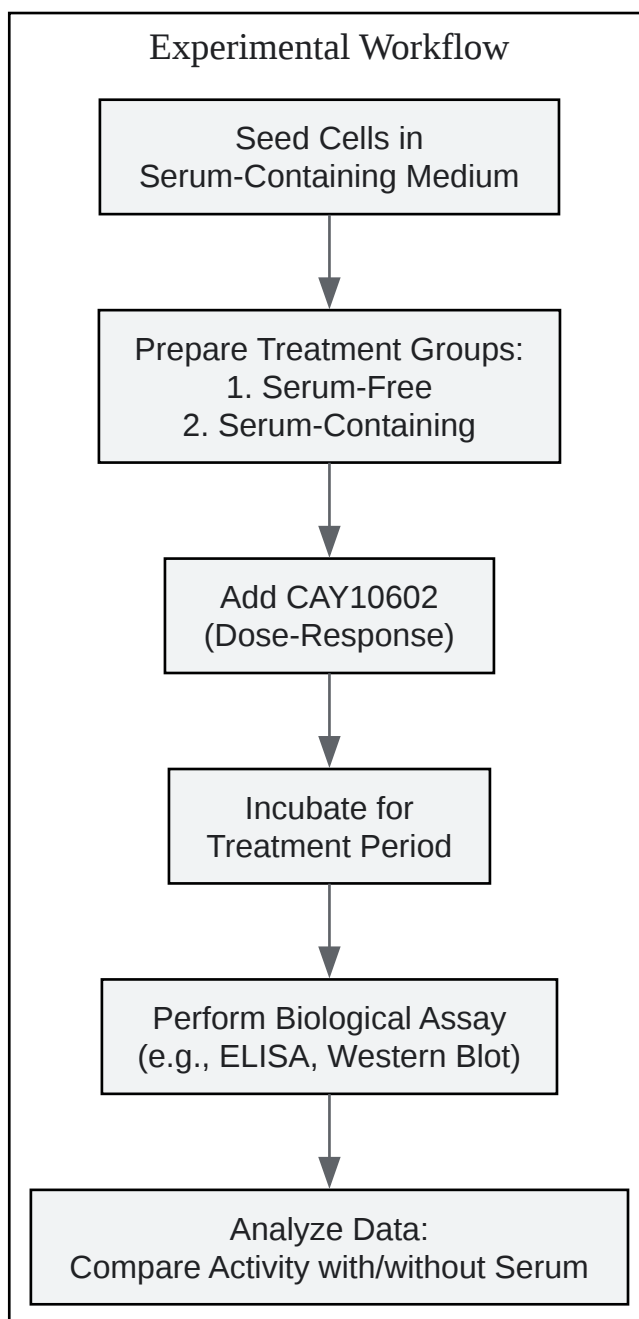 Experimental Workflow
Seed Cells in
Serum-Containing Medium
Prepare Treatment Groups:
1. Serum-Free
2. Serum-Containing
Add CAY10602
(Dose-Response)
Incubate for
Treatment Period
Perform Biological Assay
(e.g., ELISA, Western Blot)
Analyze Data:
Compare Activity with/without Serum